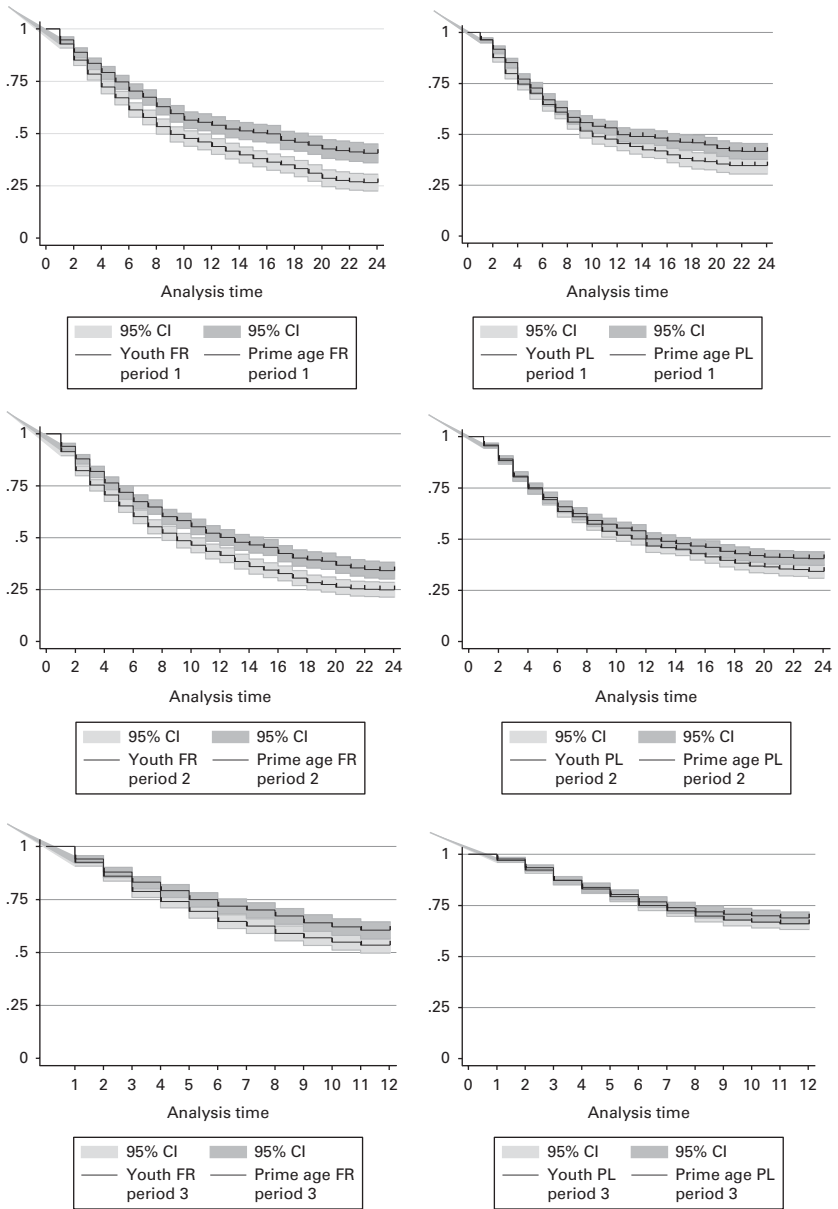 1
.75
.5
.25
0
0 2 4 6 8 10 12 14 16 18 20 22 24
Analysis time
95% CI 95% CI
Youth FR Prime age FR
period 1 period 1
1
.75
.5
.25
0
0 2 4 6 8 10 12 14 16 18 20 22 24
Analysis time
95% CI 95% CI
Youth PL Prime age PL
period 1 period 1
1
.75
.5
.25
0
0 2 4 6 8 10 12 14 16 18 20 22 24
Analysis time
95% CI 95% CI
Youth FR Prime age FR
period 2 period 2
1
.75
.5
.25
0
0 2 4 6 8 10 12 14 16 18 20 22 24
Analysis time
95% CI 95% CI
Youth PL Prime age PL
period 2 period 2
1
.75
.5
.25
0
1 2 3 4 5 6 7 8 9 10 11 12
Analysis time
95% CI 95% CI
Youth FR Prime age FR
period 3 period 3
1
.75
.5
.25
0
0 1 2 3 4 5 6 7 8 9 10 11 12
Analysis time
95% CI 95% CI
Youth PL Prime age PL
period 3 period 3